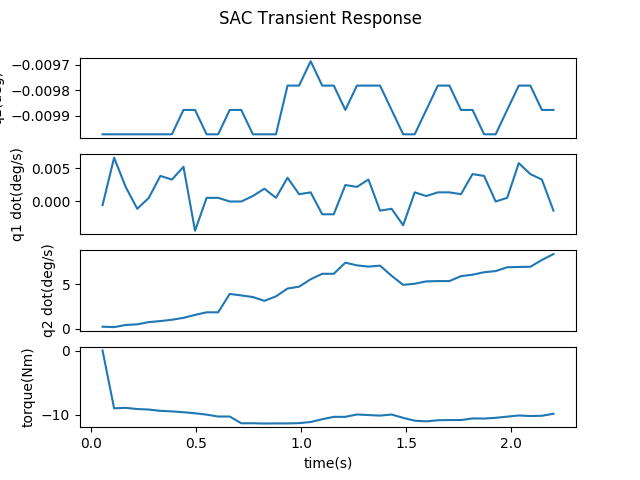 SAC Transient Response
−0.0097
−0.0098
−0.0099
0.005
0.000
q1 dot(deg/s)
5
0
q2 dot(deg/s)
0
−10
torque(Nm)
0.0 0.5 1.0 1.5 2.0
time(s)